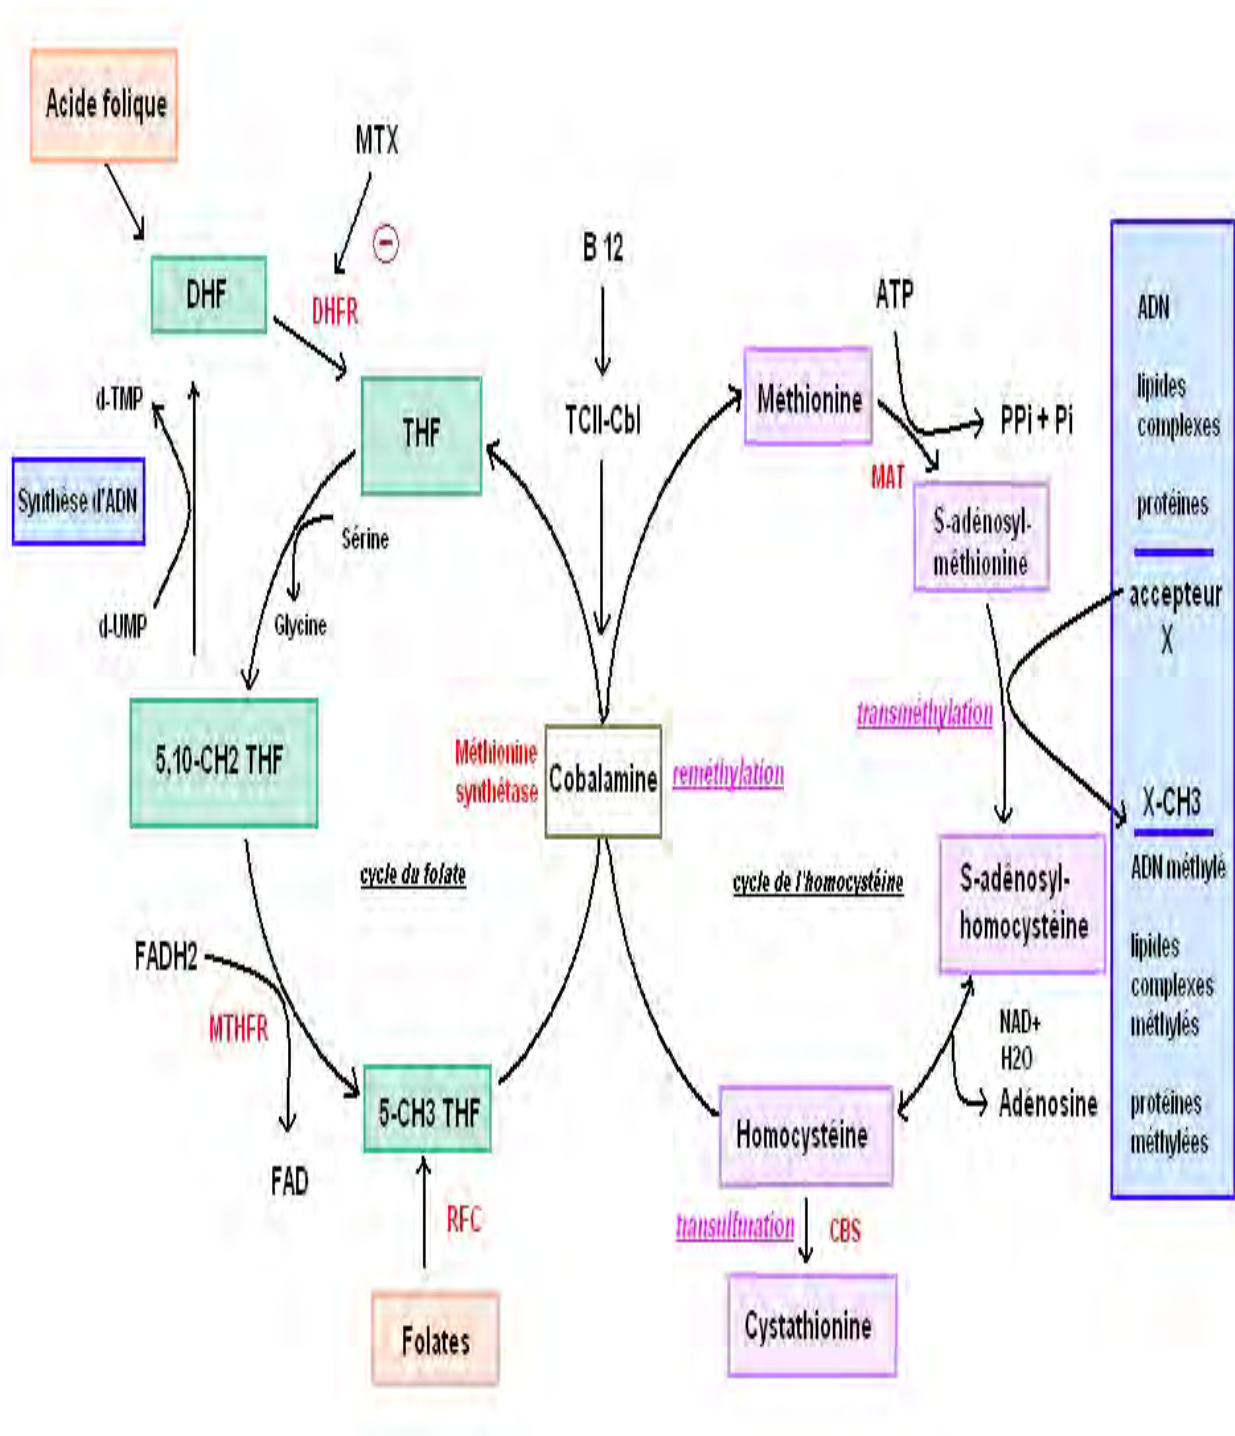 Acide folique
MTX
DHF
DHFR
B 12
ATP
d-TMP
THF
TCII-Cbl
Méthionine
PPi + Pi
MAT
Synthèse d'ADN
Sérine
S-adénosyl-
méthionine
d-UMP
Glycine
ADN
lipides
complexes
protéines
accepteur
X
transméthylation
5,10-CH2 THF
Méthionine
synthétase
Cobalamine
reméthylation
X-CH3
cycle du folate
cycle de l'homocystéine
S-adénosyl-
homocystéine
ADN méthylé
lipides
complexes
méthylés
protéines
méthylées
FADH2
MTHFR
NAD+
H2O
Adénosine
5-CH3 THF
Homocystéine
FAD
RFC
transulfuration
CBS
Folates
Cystathionine